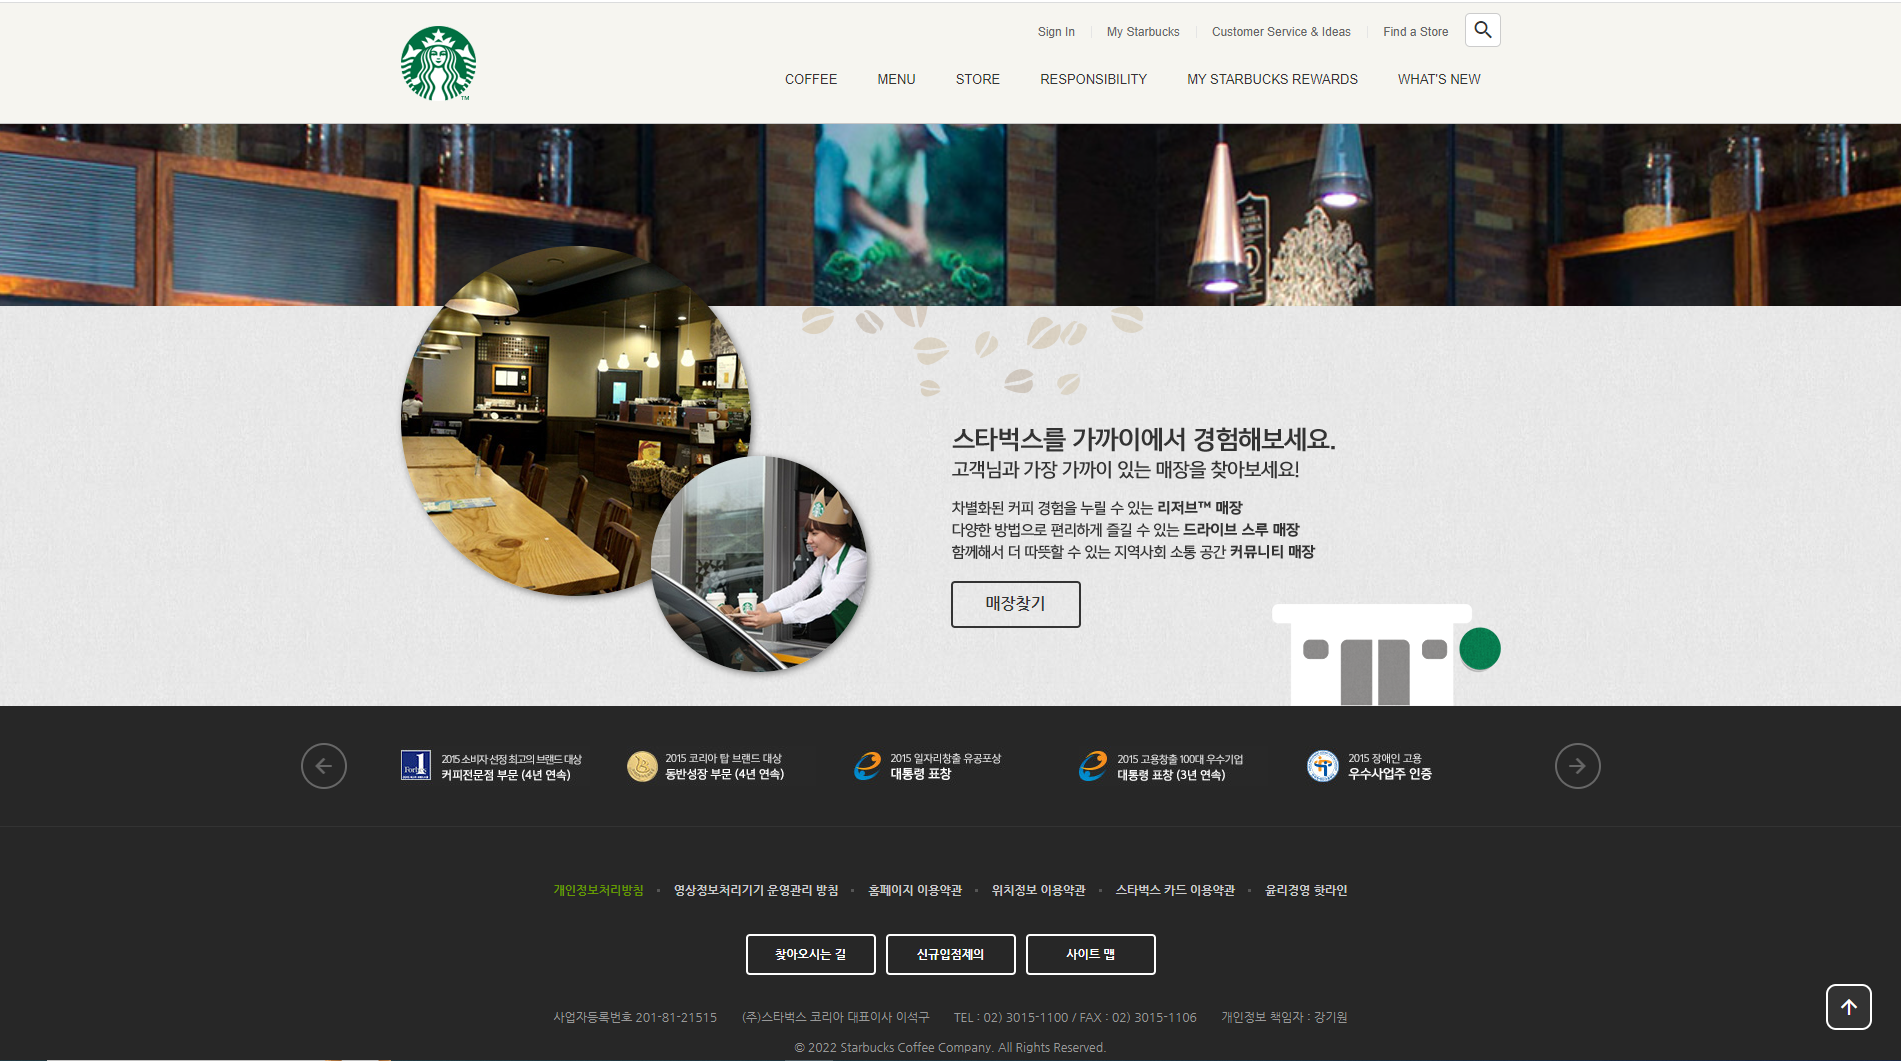 Sign In
My Starbucks
Customer Service & Ideas
Find a Store
COFFEE
MENU
STORE
RESPONSIBILITY
MY STARBUCKS REWARDS
WHAT'S NEW
TM
스타벅스를 가까이에서 경험해보세요.
고객님과 가장 가까이 있는 매장을 찾아보세요!
차별화된 커피 경험을 누릴 수 있는 리저브™ 매장
다양한 방법으로 편리하게 즐길 수 있는 드라이브 스루 매장
함께해서 더 따뜻할 수 있는 지역사회 소통 공간 커뮤니티 매장
매장찾기
2015 소비자 선정 최고의 브랜드 대상
커피전문점 부문 (4년 연속)
2015 코리아 탑 브랜드 대상
동반성장 부문 (4년 연속)
2015 일자리창출 유공포상
대통령 표창
2015 고용창출 100대 우수기업
대통령 표창 (3년 연속)
2015 장애인 고용
우수사업주 인증
개인정보처리방침
영상정보처리기기 운영관리 방침
홈페이지 이용약관
위치정보 이용약관
스타벅스 카드 이용약관
윤리경영 핫라인
찾아오시는 길
신규입점제의
사이트 맵
사업자등록번호 201-81-21515
(주)스타벅스 코리아 대표이사 이석구
TEL : 02) 3015-1100 / FAX : 02) 3015-1106
개인정보 책임자 : 강기원
© 2022 Starbucks Coffee Company. All Rights Reserved.